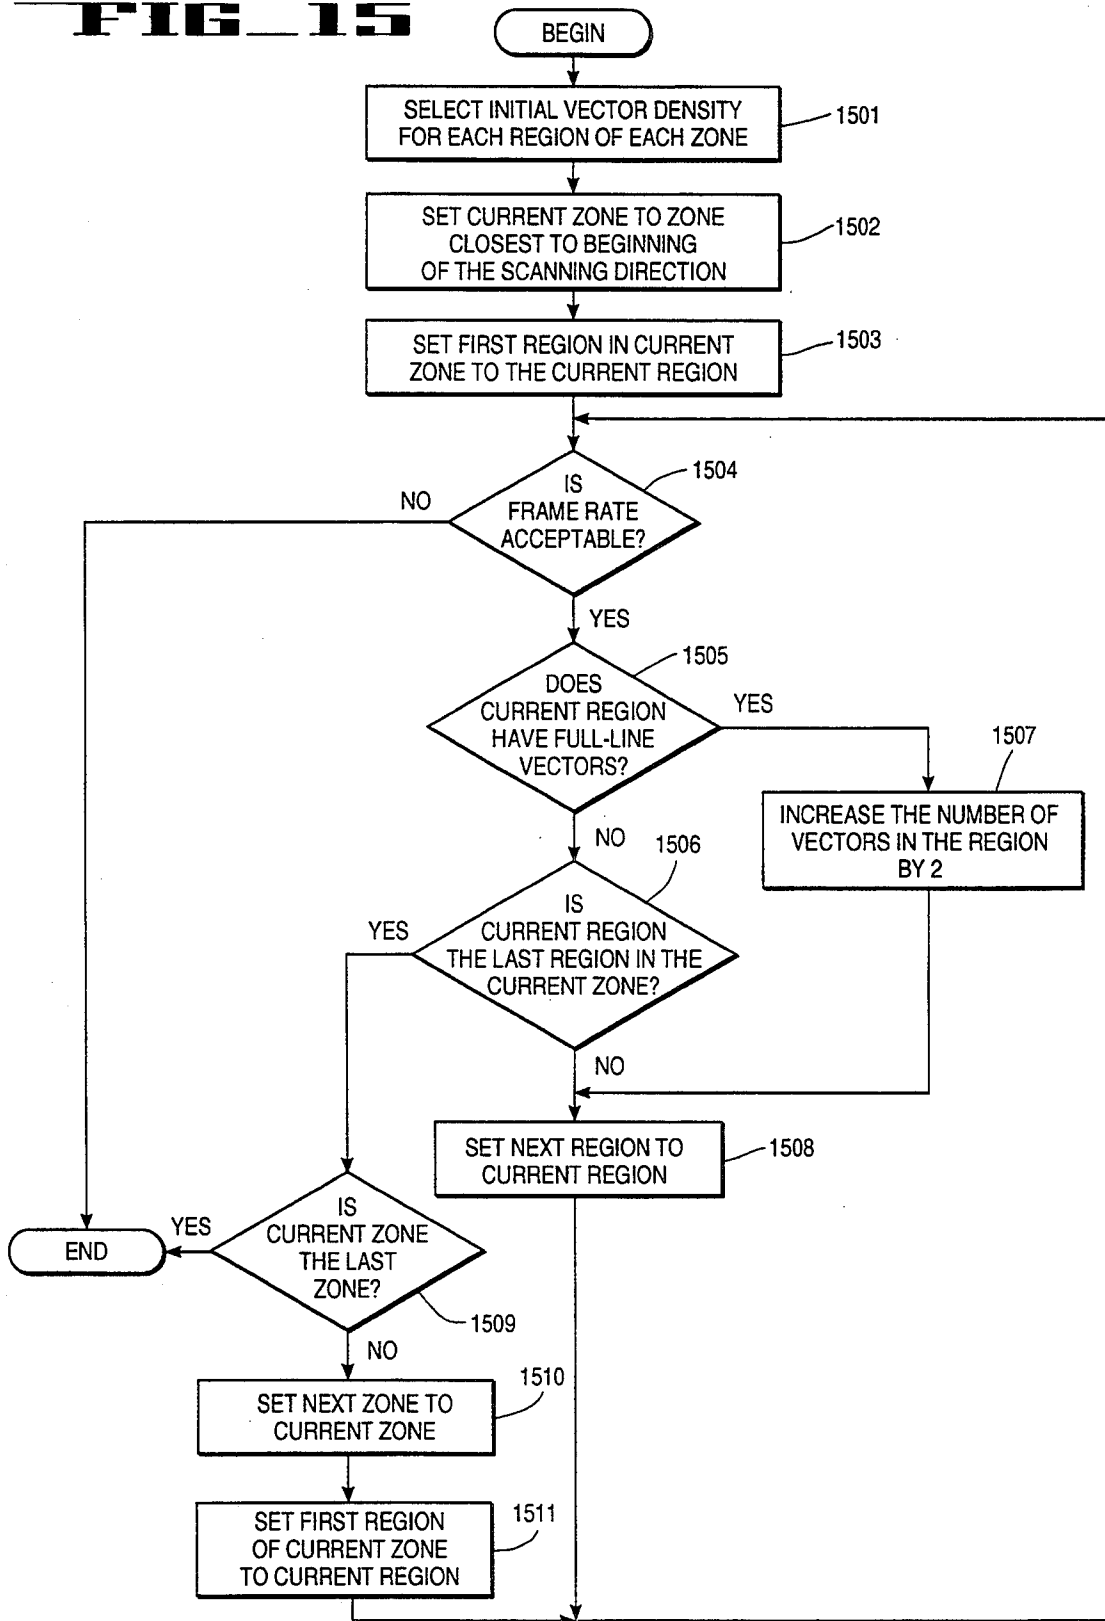 FIG_15
BEGIN
SELECT INITIAL VECTOR DENSITY
FOR EACH REGION OF EACH ZONE
1501
SET CURRENT ZONE TO ZONE
CLOSEST TO BEGINNING
OF THE SCANNING DIRECTION
1502
SET FIRST REGION IN CURRENT
ZONE TO THE CURRENT REGION
1503
IS
FRAME RATE
ACCEPTABLE?
1504
NO
YES
DOES
CURRENT REGION
HAVE FULL-LINE
VECTORS?
1505
YES
NO
1507
INCREASE THE NUMBER OF
VECTORS IN THE REGION
BY 2
1506
IS
CURRENT REGION
THE LAST REGION IN THE
CURRENT ZONE?
YES
NO
SET NEXT REGION TO
CURRENT REGION
1508
IS
CURRENT ZONE
THE LAST
ZONE?
1509
YES
END
NO
SET NEXT ZONE TO
CURRENT ZONE
1510
SET FIRST REGION
OF CURRENT ZONE
TO CURRENT REGION
1511